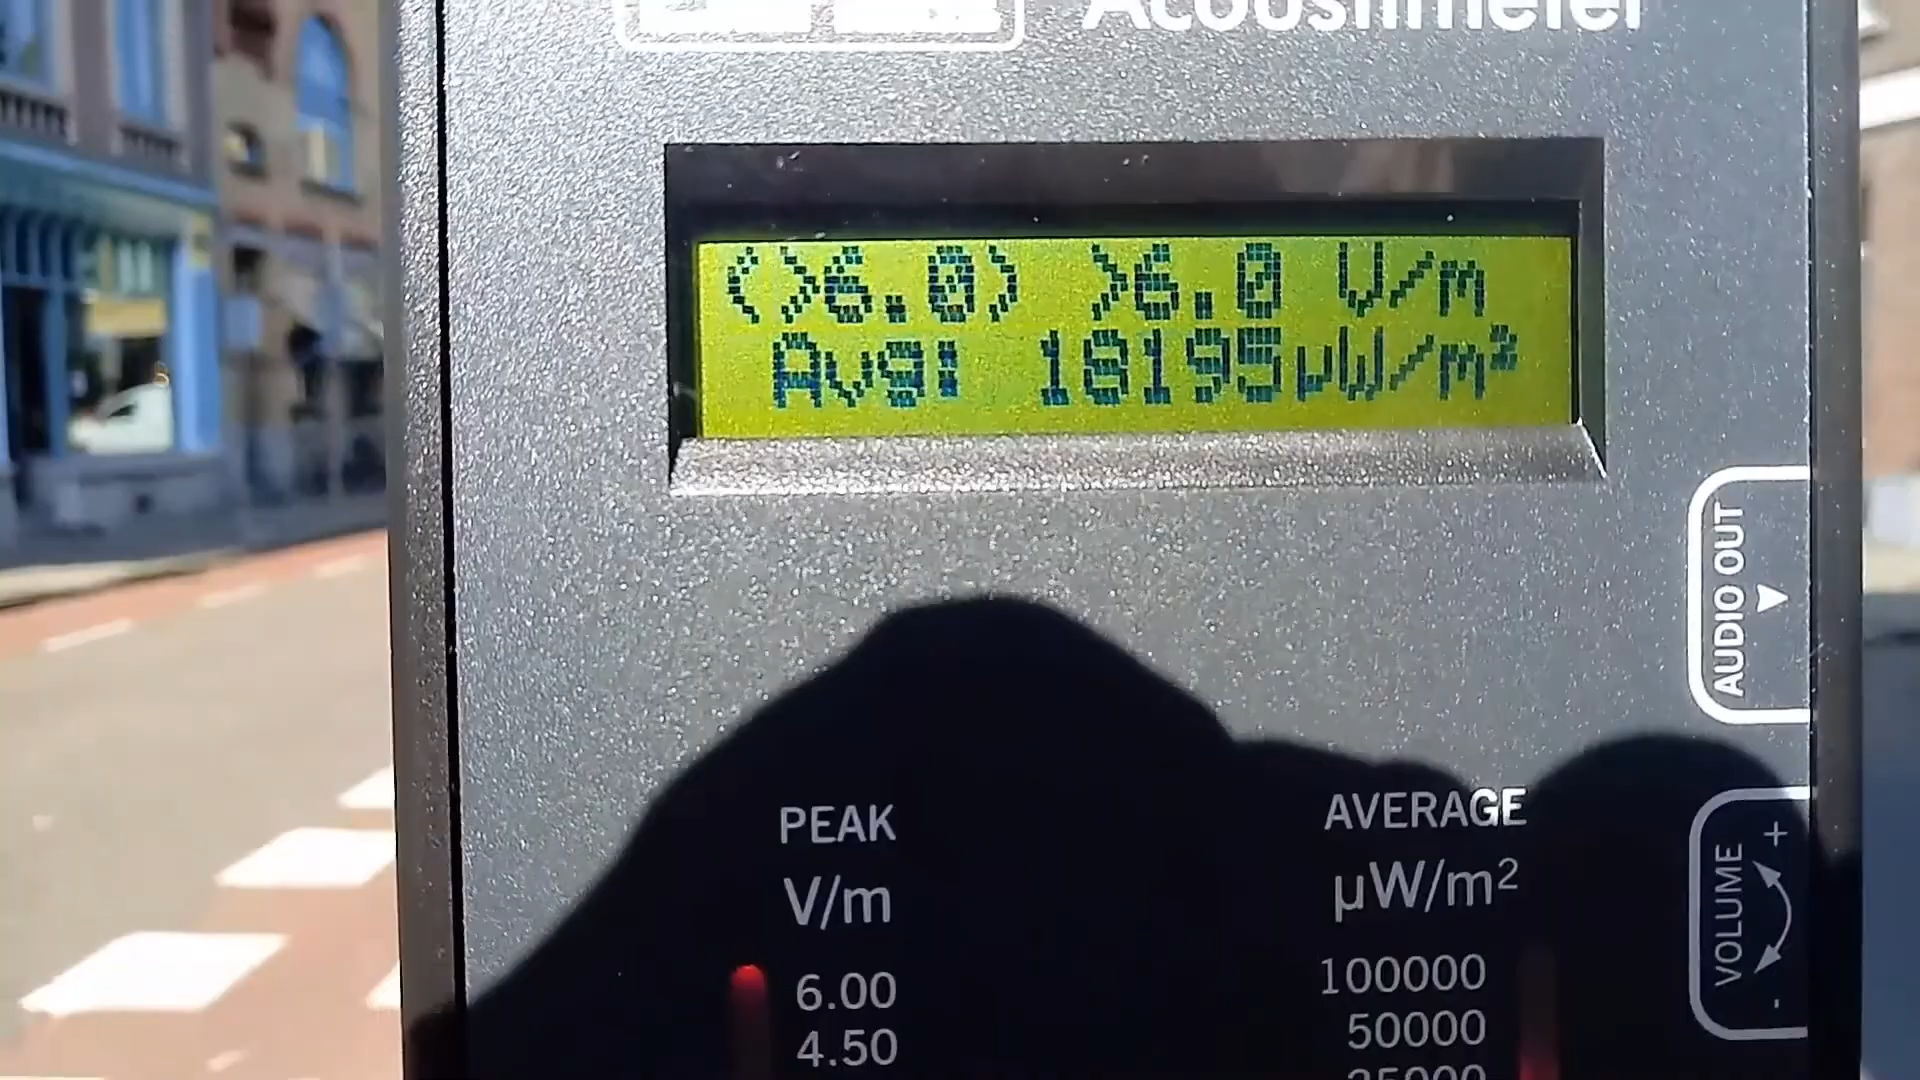 Acoustimeter
(>6.0) >6.0 V/m
Avg: 18195µW/m²
AUDIO OUT
PEAK
V/m
6.00
4.50
AVERAGE
µW/m²
100000
50000
25000
VOLUME
+
-